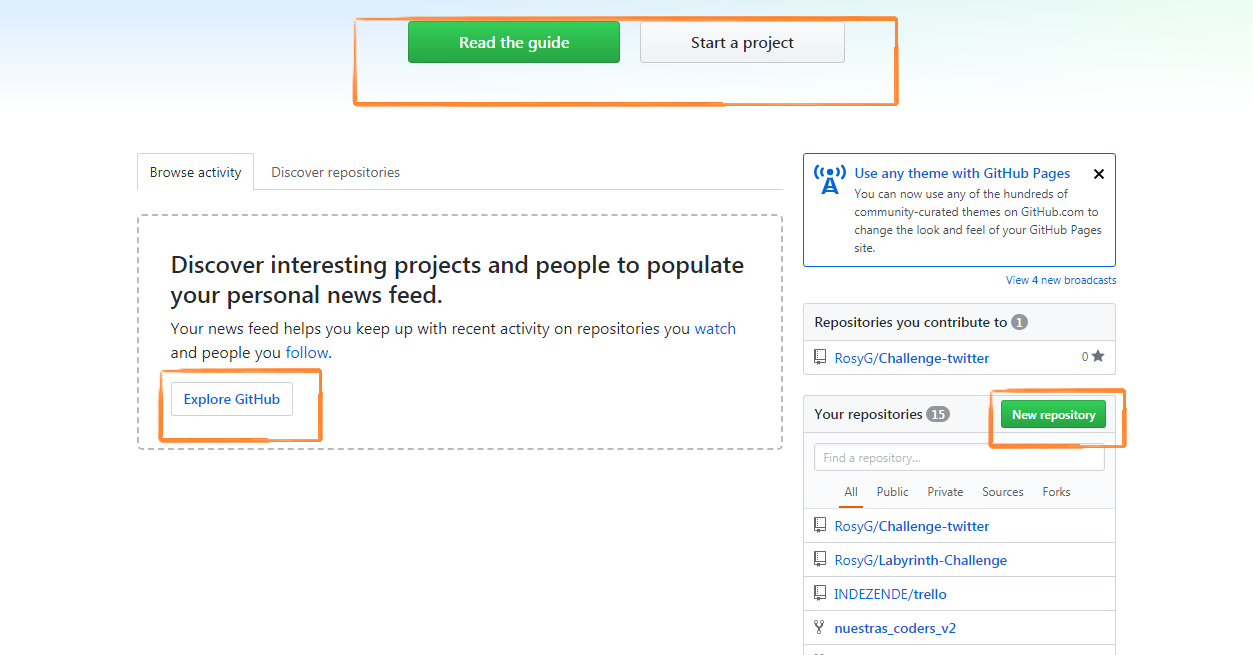 Read the guide
Start a project
Browse activity
Discover repositories
Discover interesting projects and people to populate
your personal news feed.
Your news feed helps you keep up with recent activity on repositories you watch
and people you follow.
Explore GitHub
Use any theme with GitHub Pages
You can now use any of the hundreds of
community-curated themes on GitHub.com to
change the look and feel of your GitHub Pages
site.
View 4 new broadcasts
Repositories you contribute to 1
RosyG/Challenge-twitter 0
Your repositories 15
New repository
Find a repository...
All Public Private Sources Forks
RosyG/Challenge-twitter
RosyG/Labyrinth-Challenge
INDEZENDE/trello
nuestras_coders_v2